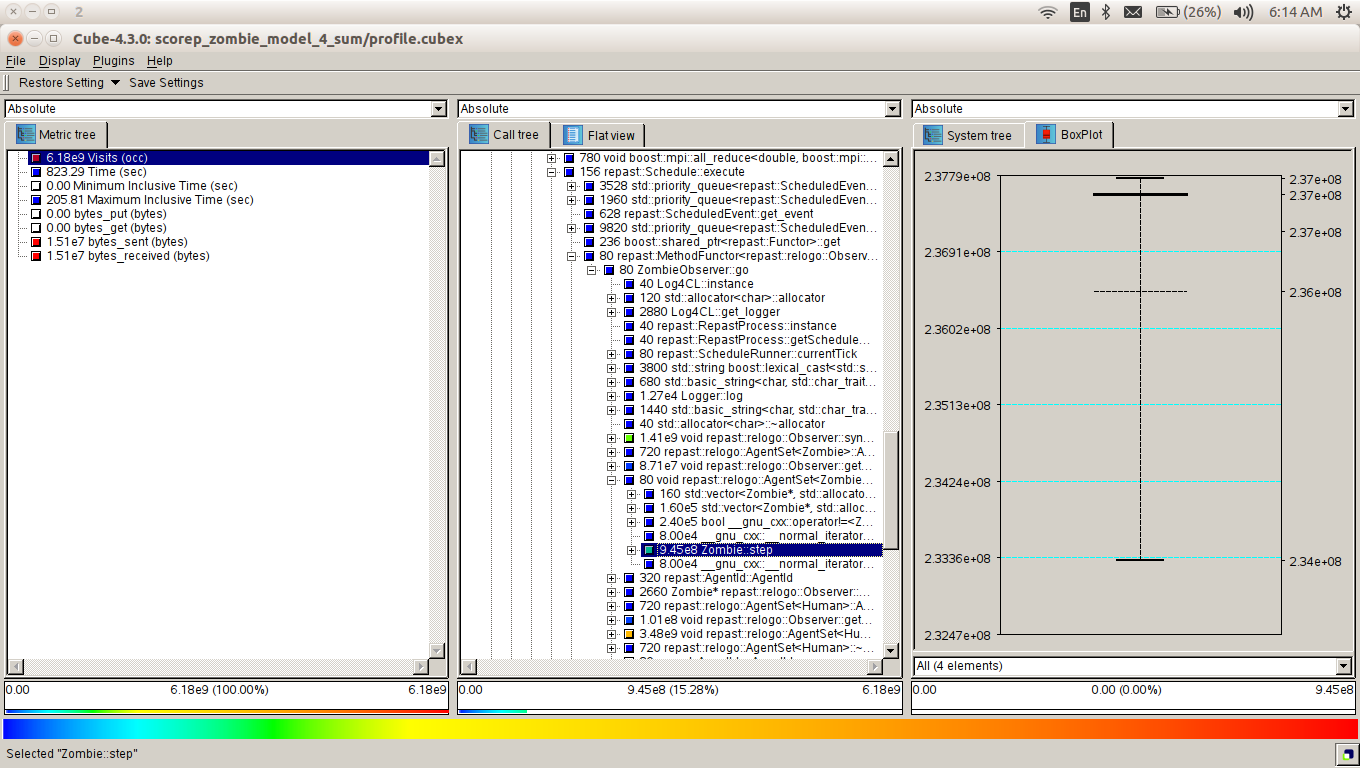 2
En
(26%)
6:14 AM
Cube-4.3.0: scorep_zombie_model_4_sum/profile.cubex
File Display Plugins Help
Restore Setting Save Settings
Absolute
Metric tree
6.18e9 Visits (occ)
823.29 Time (sec)
0.00 Minimum Inclusive Time (sec)
205.81 Maximum Inclusive Time (sec)
0.00 bytes_put (bytes)
0.00 bytes_get (bytes)
1.51e7 bytes_sent (bytes)
1.51e7 bytes_received (bytes)
0.00 6.18e9 (100.00%) 6.18e9
Absolute
Call tree Flat view
780 void boost::mpi::all_reduce<double, boost::mpi:...
156 repast::Schedule::execute
3528 std::priority_queue<repast::ScheduledEven...
1960 std::priority_queue<repast::ScheduledEven...
628 repast::ScheduledEvent::get_event
9820 std::priority_queue<repast::ScheduledEven...
236 boost::shared_ptr<repast::Functor>::get
80 repast::MethodFunctor<repast::relogo::Observ...
80 ZombieObserver::go
40 Log4CL::instance
120 std::allocator<char>::allocator
2880 Log4CL::get_logger
40 repast::RepastProcess::instance
40 repast::RepastProcess::getSchedule...
80 repast::ScheduleRunner::currentTick
3800 std::string boost::lexical_cast<std::s...
680 std::basic_string<char, std::char_trait...
1.27e4 Logger::log
1440 std::basic_string<char, std::char_tra...
40 std::allocator<char>::~allocator
1.41e9 void repast::relogo::Observer::syn...
720 repast::relogo::AgentSet<Zombie>::A...
8.71e7 void repast::relogo::Observer::get...
80 void repast::relogo::AgentSet<Zombie...
160 std::vector<Zombie*, std::allocato...
1.60e5 std::vector<Zombie*, std::alloc...
2.40e5 bool __gnu_cxx::operator!=<Z...
8.00e4 __gnu_cxx::__normal_iterator...
9.45e8 Zombie::step
8.00e4 __gnu_cxx::__normal_iterator...
320 repast::AgentId::AgentId
2660 Zombie* repast::relogo::Observer::...
720 repast::relogo::AgentSet<Human>::A...
1.01e8 void repast::relogo::Observer::get...
3.48e9 void repast::relogo::AgentSet<Hu...
720 repast::relogo::AgentSet<Human>::~...
0.00 9.45e8 (15.28%) 6.18e9
Absolute
System tree BoxPlot
2.3779e+08
2.3691e+08
2.3602e+08
2.3513e+08
2.3424e+08
2.3336e+08
2.3247e+08
2.37e+08
2.37e+08
2.37e+08
2.36e+08
2.34e+08
All (4 elements)
0.00 0.00 (0.00%) 9.45e8
Selected "Zombie::step"